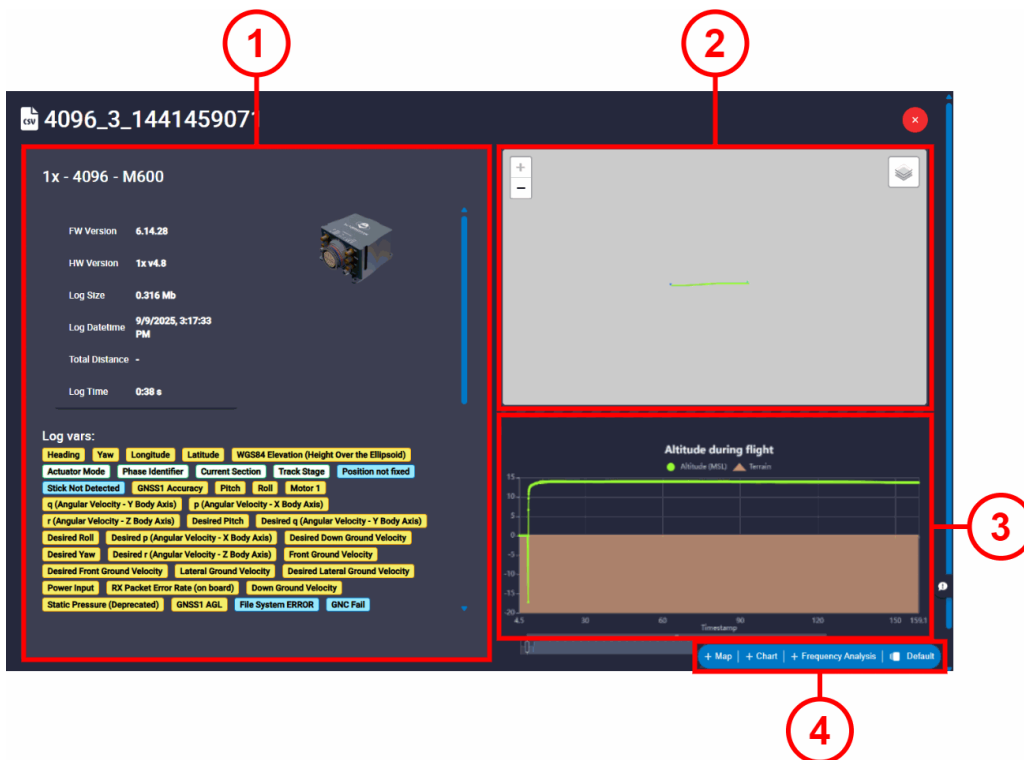 1
2
CSV 4096_3_1441459071
×
1x - 4096 - M600
FW Version 6.14.28
HW Version 1x v4.8
Log Size 0.316 Mb
Log Datetime 9/9/2025, 3:17:33
PM
Total Distance -
Log Time 0:38 s
Log vars:
Heading Yaw Longitude Latitude WGS84 Elevation (Height Over the Ellipsoid)
Actuator Mode Phase Identifier Current Section Track Stage Position not fixed
Stick Not Detected GNSS1 Accuracy Pitch Roll Motor 1
q (Angular Velocity - Y Body Axis) p (Angular Velocity - X Body Axis)
r (Angular Velocity - Z Body Axis) Desired Pitch Desired q (Angular Velocity - Y Body Axis)
Desired Roll Desired p (Angular Velocity - X Body Axis) Desired Down Ground Velocity
Desired Yaw Desired r (Angular Velocity - Z Body Axis) Front Ground Velocity
Desired Front Ground Velocity Lateral Ground Velocity Desired Lateral Ground Velocity
Power Input RX Packet Error Rate (on board) Down Ground Velocity
Static Pressure (Deprecated) GNSS1 AGL File System ERROR GNC Fail
+
−
Altitude during flight
Altitude (MSL) Terrain
15
10
5
0
-5
-10
-15
-20
4.5 30 60 90 120 150 159.1
Timestamp
3
+ Map | + Chart | + Frequency Analysis | Default
4